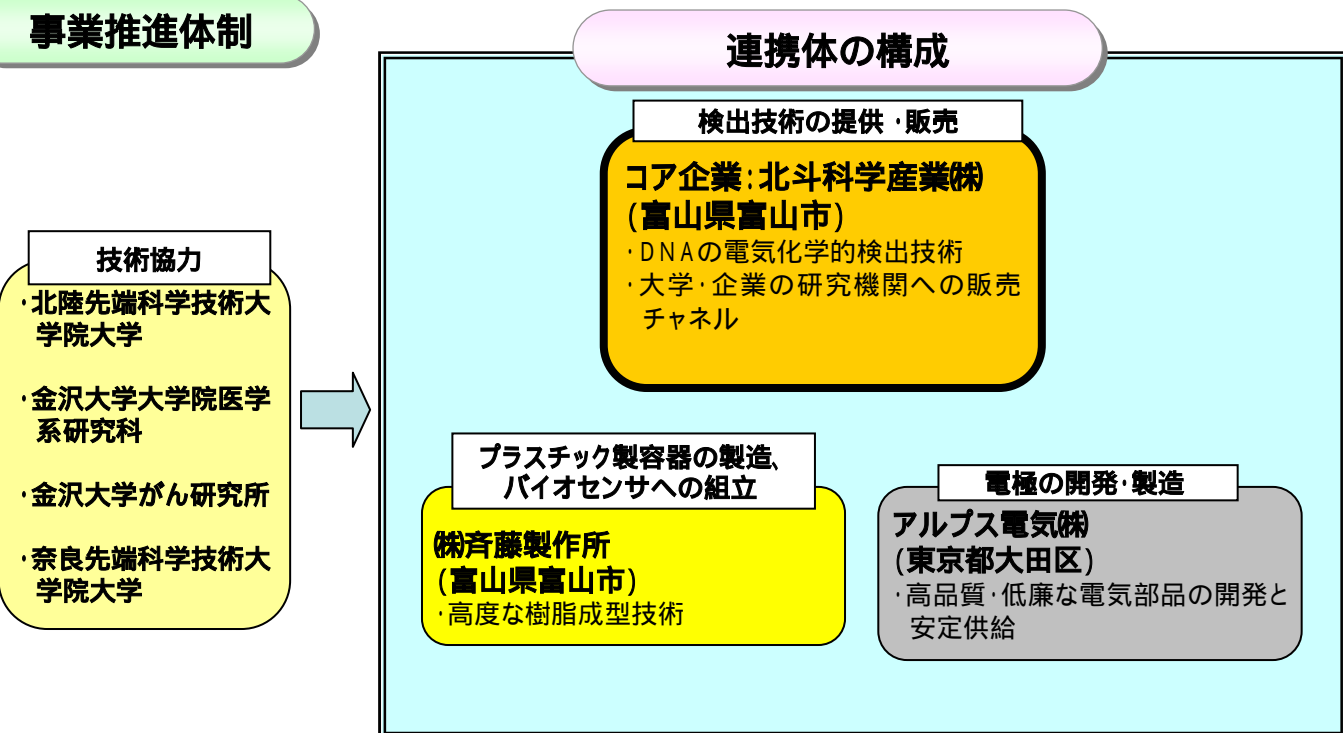 事業推進体制
連携体の構成
検出技術の提供・販売
コア企業:北斗科学産業㈱
(富山県富山市)
・DNAの電気化学的検出技術
・大学・企業の研究機関への販売
チャネル
技術協力
・北陸先端科学技術大
学院大学
・金沢大学大学院医学
系研究科
・金沢大学がん研究所
・奈良先端科学技術大
学院大学
プラスチック製容器の製造、
バイオセンサへの組立
㈱斉藤製作所
(富山県富山市)
・高度な樹脂成型技術
電極の開発・製造
アルプス電気㈱
(東京都大田区)
・高品質・低廉な電気部品の開発と
安定供給